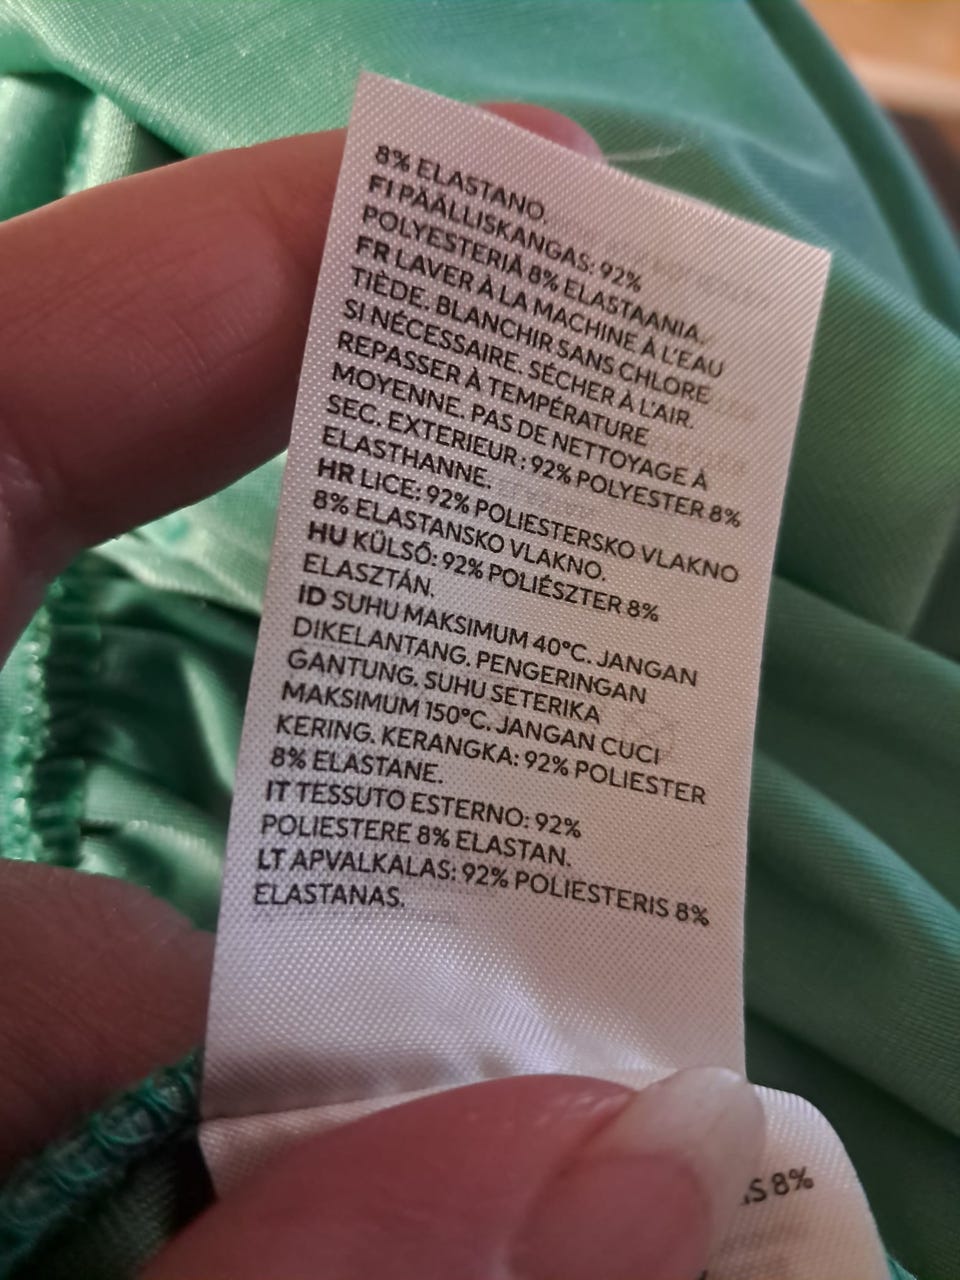 8% ELASTANO.
FI PÄÄLLISKANGAS: 92%
POLYESTERIÄ 8% ELASTAANIA.
FR LAVER À LA MACHINE À L'EAU
TIÈDE. BLANCHIR SANS CHLORE
SI NÉCESSAIRE. SÉCHER À L'AIR.
REPASSER À TEMPÉRATURE
MOYENNE. PAS DE NETTOYAGE À
SEC. EXTERIEUR : 92% POLYESTER 8%
ELASTHANNE.
HR LICE: 92% POLIESTERSKO VLAKNO
8% ELASTANSKO VLAKNO.
HU KÜLSŐ: 92% POLIÉSZTER 8%
ELASZTÁN.
ID SUHU MAKSIMUM 40°C. JANGAN
DIKELANTANG. PENGERINGAN
GANTUNG. SUHU SETERIKA
MAKSIMUM 150°C. JANGAN CUCI
KERING. KERANGKA: 92% POLIESTER
8% ELASTANE.
IT TESSUTO ESTERNO: 92%
POLIESTERE 8% ELASTAN.
LT APVALKALAS: 92% POLIESTERIS 8%
ELASTANAS.
8%